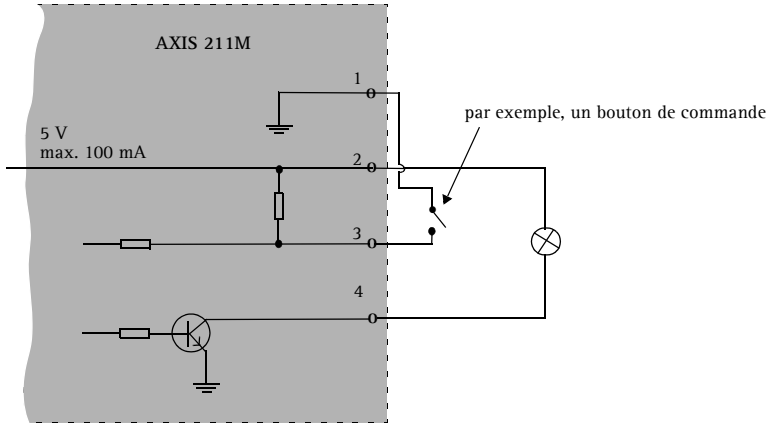 AXIS 211M
1
par exemple, un bouton de commande
5 V
max. 100 mA
2
3
4